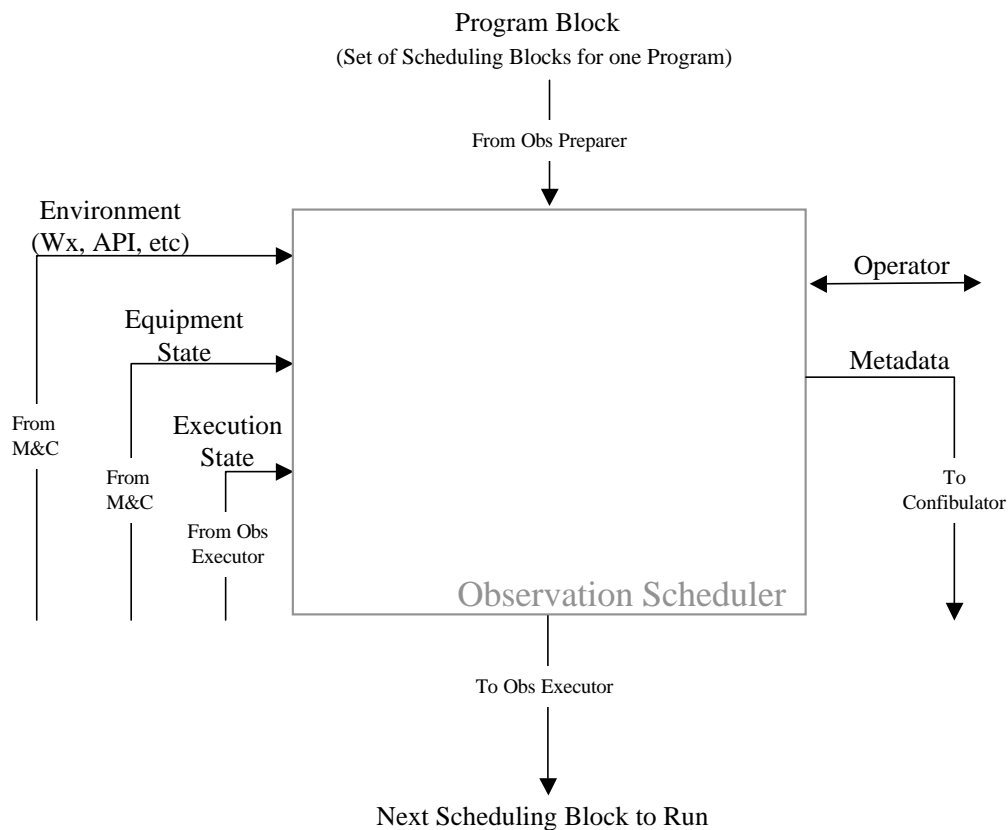 Program Block
(Set of Scheduling Blocks for one Program)
From Obs Preparer
Environment
(Wx, API, etc)
Operator
Equipment
State
Metadata
From
M&C
Execution
State
From
M&C
To
Confibulator
From Obs
Executor
Observation Scheduler
To Obs Executor
Next Scheduling Block to Run